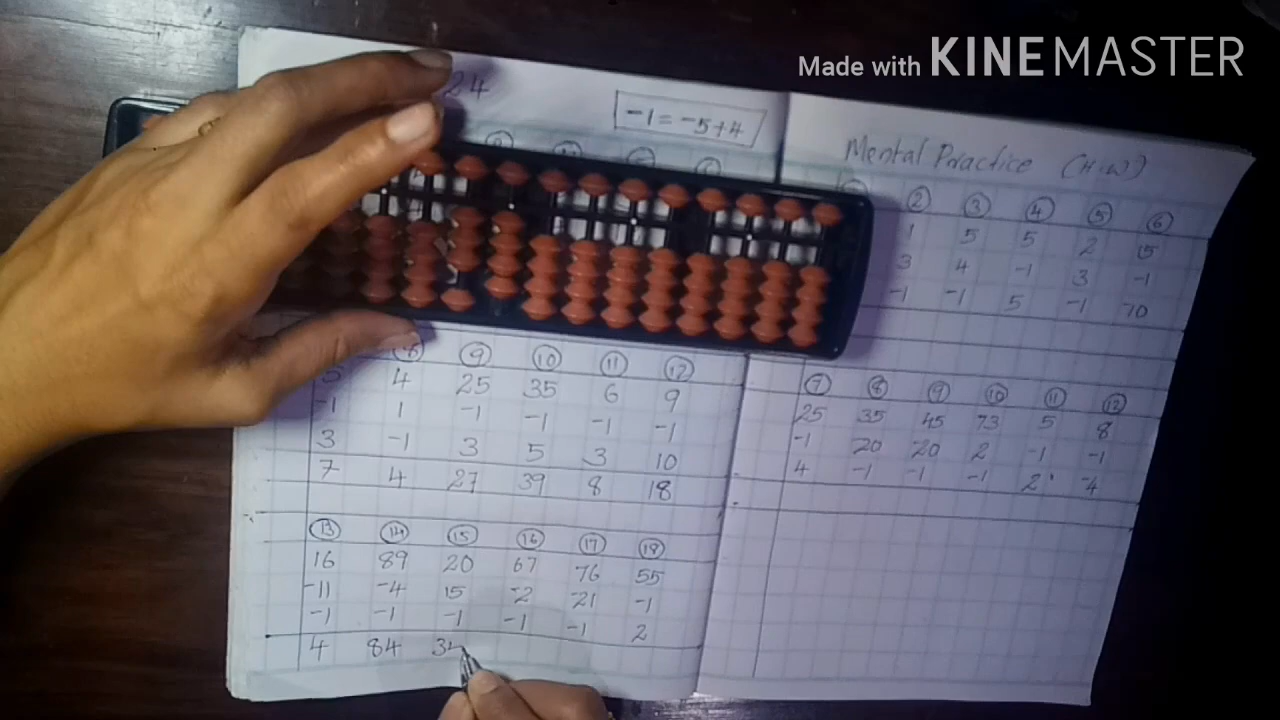 Made with KINEMASTER
24
-1 = -5+4
Mental Practice (H.W)
② ③ ④ ⑤ ⑥
1 5 5 2 15
3 4 -1 3 -1
-1 -1 5 -1 70
⑧ ⑨ ⑩ ⑪ ⑫
5 4 25 35 6 9
-1 1 -1 -1 -1 -1
3 -1 3 5 3 10
7 4 27 39 8 18
⑬ ⑭ ⑮ ⑯ ⑰ ⑱
16 89 20 67 76 55
-11 -4 15 -2 -21 -1
-1 -1 -1 -1 -1 2
4 84 34
⑦ ⑧ ⑨ ⑩ ⑪ ⑫
25 35 45 73 5 8
-1 20 20 2 -1 -1
4 -1 -1 -1 2 -4